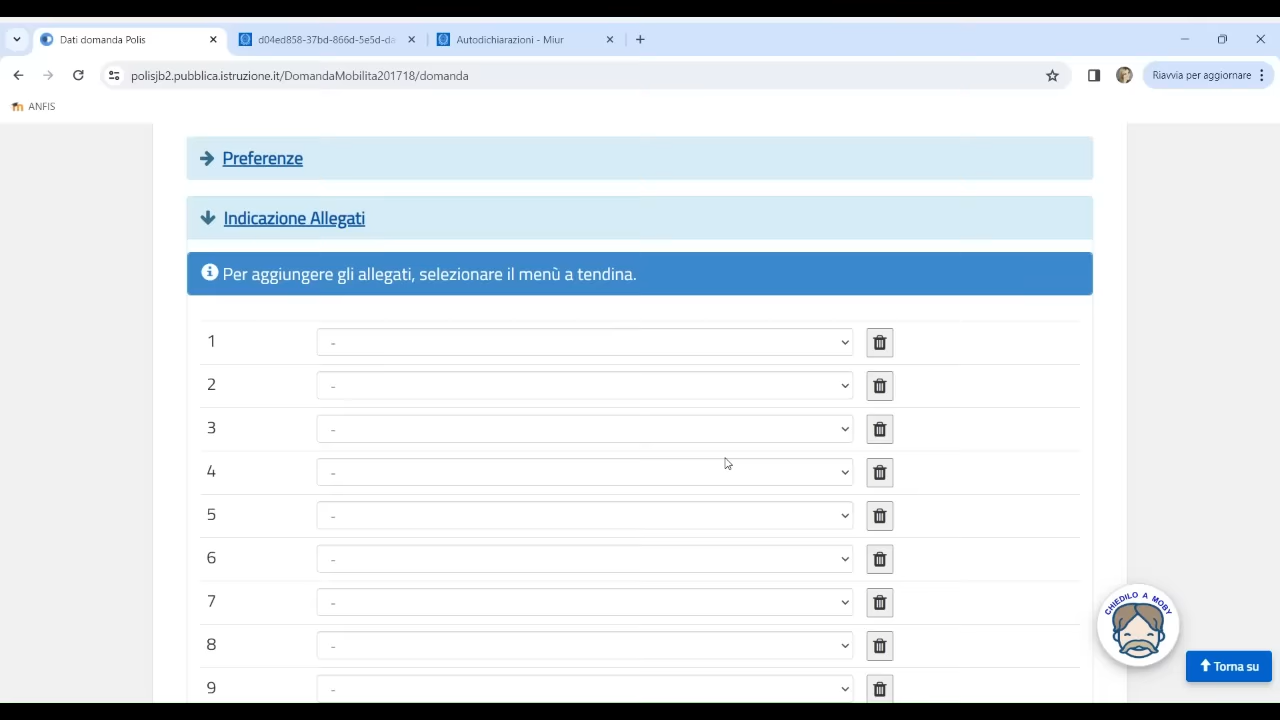 Dati domanda Polis
d04ed858-37bd-866d-5e5d-da
Autodichiarazioni - Miur
polisjb2.pubblica.istruzione.it/DomandaMobilita201718/domanda
Riavvia per aggiornare
ANFIS
Preferenze
Indicazione Allegati
Per aggiungere gli allegati, selezionare il menù a tendina.
1 -
2 -
3 -
4 -
5 -
6 -
7 -
8 -
9 -
CHIEDILO A MOBY
Torna su